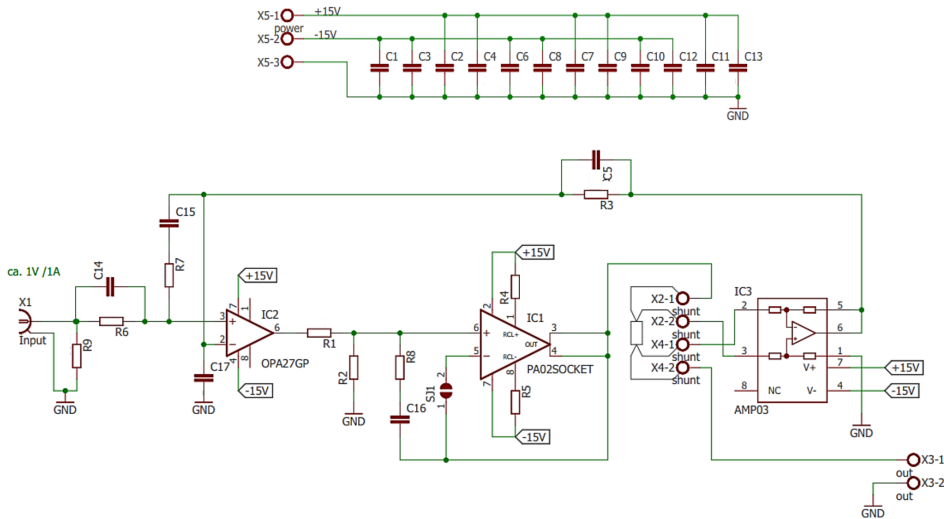 X5-1 +15V
power
X5-2 -15V
X5-3
C1 C3 C2 C4 C6 C8 C7 C9 C10 C12 C11 C13
GND
C5
R3
C15
R7
ca. 1V /1A
C14
X1
Input
R6
R9
GND
+15V
7 1
IC2
3 +
6
2 -
4 8
OPA27GP
-15V
C17
GND
R1
R2
GND
R8
C16
SJ1
2
1
+15V
R4
2 1
IC1
6 + RCL+ 3
OUT
5 - RCL- 4
PA02SOCKET
7 8
R5
-15V
X2-1
shunt
X2-2
shunt
X4-1
shunt
X4-2
shunt
IC3
2 5
- 6
+
3 1
V+ 7 +15V
8 NC V- 4 -15V
AMP03
GND
X3-1
out
X3-2
out
GND